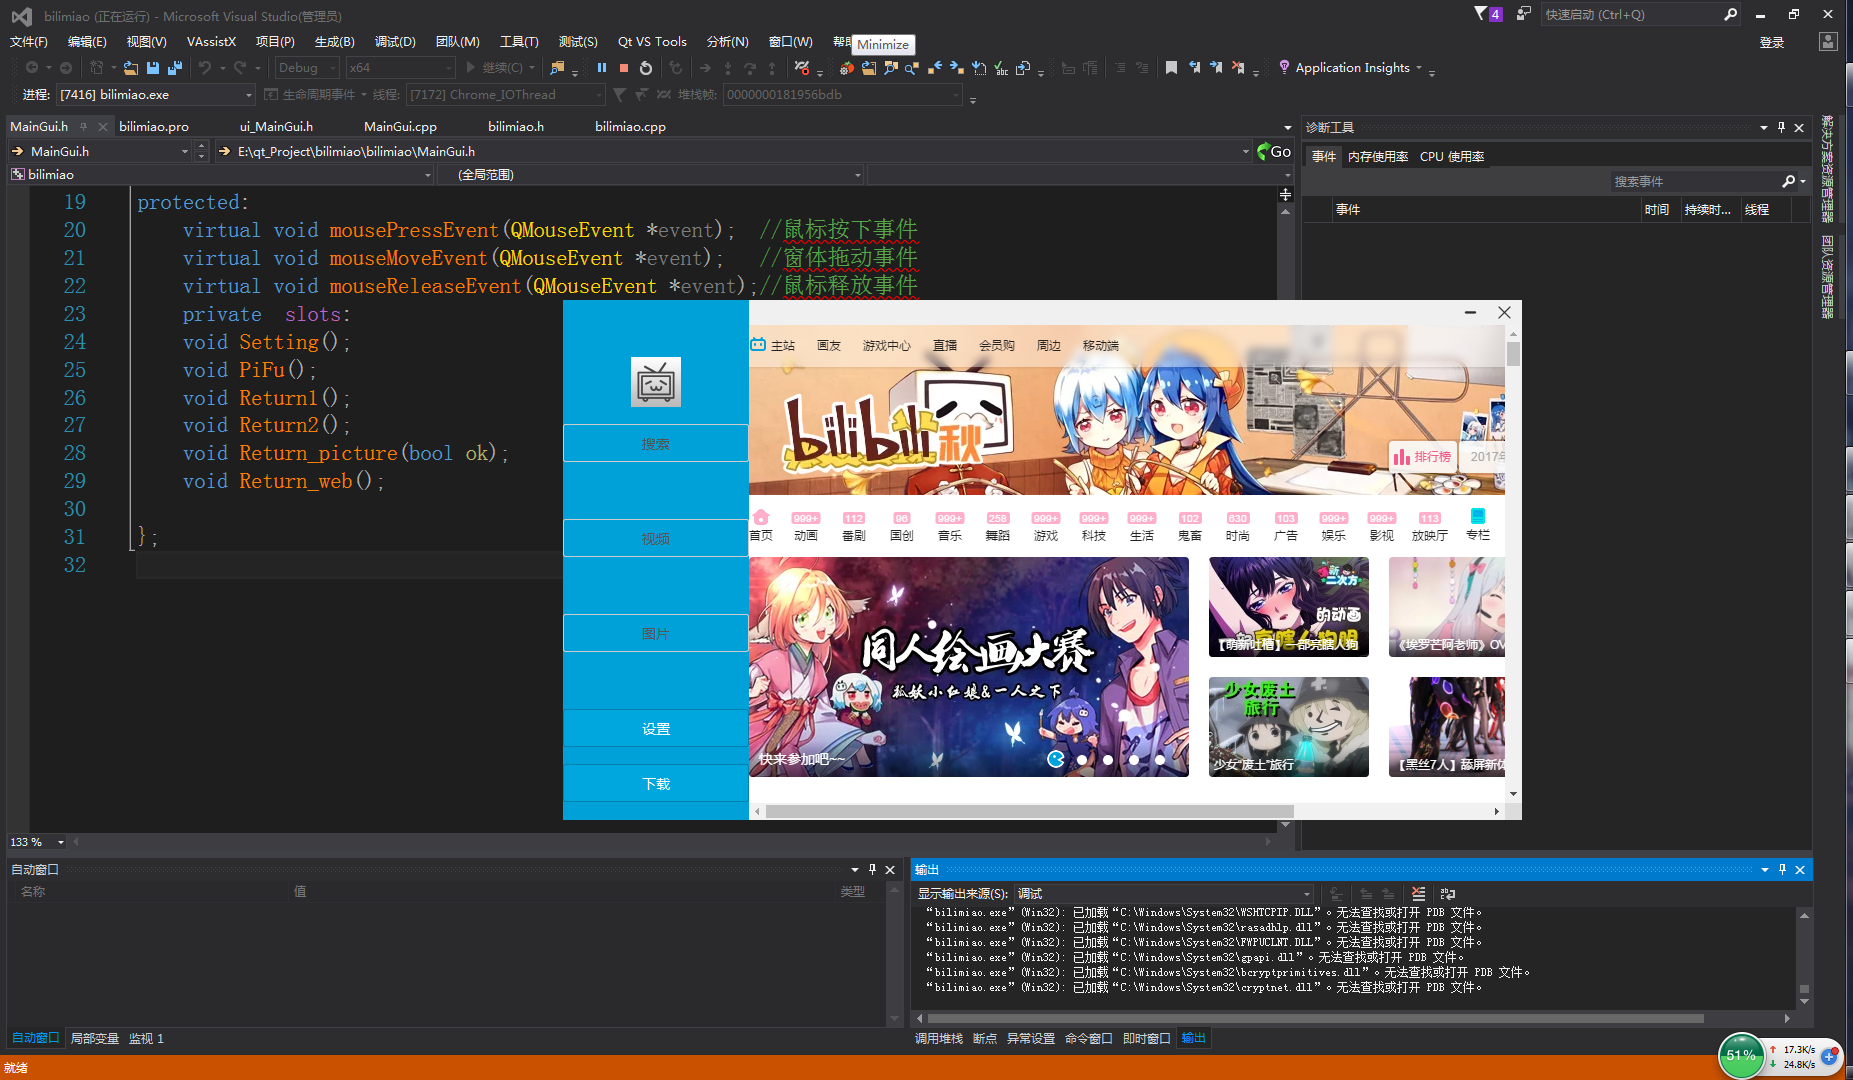 bilimiao (正在运行) - Microsoft Visual Studio(管理员)
4
快速启动 (Ctrl+Q)
文件(F) 编辑(E) 视图(V) VAssistX 项目(P) 生成(B) 调试(D) 团队(M) 工具(T) 测试(S) Qt VS Tools 分析(N) 窗口(W) 帮助
Minimize
登录
Debug x64 继续(C) Application Insights
进程: [7416] bilimiao.exe 生命周期事件 线程: [7172] Chrome_IOThread 堆栈帧: 0000000181956bdb
MainGui.h bilimiao.pro ui_MainGui.h MainGui.cpp bilimiao.h bilimiao.cpp
MainGui.h E:\qt_Project\bilimiao\bilimiao\MainGui.h Go
bilimiao (全局范围)
19 protected:
20 virtual void mousePressEvent(QMouseEvent *event); //鼠标按下事件
21 virtual void mouseMoveEvent(QMouseEvent *event); //窗体拖动事件
22 virtual void mouseReleaseEvent(QMouseEvent *event);//鼠标释放事件
23 private slots:
24 void Setting();
25 void PiFu();
26 void Return1();
27 void Return2();
28 void Return_picture(bool ok);
29 void Return_web();
30
31 };
32
133 %
诊断工具
事件 内存使用率 CPU 使用率
搜索事件
事件 时间 持续时... 线程
解决方案资源管理器
团队资源管理器
搜索
视频
图片
设置
下载
主站 画友 游戏中心 直播 会员购 周边 移动端
bilibili 秋
排行榜 2017年
999+ 112 96 999+ 258 999+ 999+ 999+ 102 630 103 999+ 999+ 113
首页 动画 番剧 国创 音乐 舞蹈 游戏 科技 生活 鬼畜 时尚 广告 娱乐 影视 放映厅 专栏
同人绘画大赛
狐妖小红娘&一人之下
快来参加吧~~
新二次方
的动画
【萌新吐槽】一部亮瞎人狗
《埃罗芒阿老师》OV
少女废土
旅行
少女“废土”旅行
【黑丝7人】舔屏新体
自动窗口
名称 值 类型
自动窗口 局部变量 监视 1
输出
显示输出来源(S): 调试
“bilimiao.exe”(Win32): 已加载“C:\Windows\System32\WSHTCPIP.DLL”。无法查找或打开 PDB 文件。
“bilimiao.exe”(Win32): 已加载“C:\Windows\System32\rasadhlp.dll”。无法查找或打开 PDB 文件。
“bilimiao.exe”(Win32): 已加载“C:\Windows\System32\FWPUCLNT.DLL”。无法查找或打开 PDB 文件。
“bilimiao.exe”(Win32): 已加载“C:\Windows\System32\gpapi.dll”。无法查找或打开 PDB 文件。
“bilimiao.exe”(Win32): 已加载“C:\Windows\System32\bcryptprimitives.dll”。无法查找或打开 PDB 文件。
“bilimiao.exe”(Win32): 已加载“C:\Windows\System32\cryptnet.dll”。无法查找或打开 PDB 文件。
调用堆栈 断点 异常设置 命令窗口 即时窗口 输出
就绪
51%
17.3K/s
24.8K/s